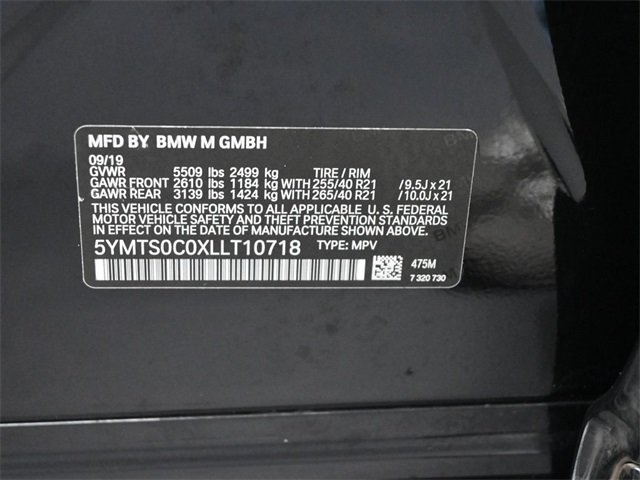 MFD BY BMW M GMBH
09/19
GVWR 5509 lbs 2499 kg TIRE / RIM
GAWR FRONT 2610 lbs 1184 kg WITH 255/40 R21 / 9.5J x 21
GAWR REAR 3139 lbs 1424 kg WITH 265/40 R21 / 10.0J x 21
THIS VEHICLE CONFORMS TO ALL APPLICABLE U. S. FEDERAL
MOTOR VEHICLE SAFETY AND THEFT PREVENTION STANDARDS
IN EFFECT ON THE DATE OF MANUFACTURE SHOWN ABOVE.
5YMTS0C0XLLT10718 TYPE: MPV
475M
7 320 730